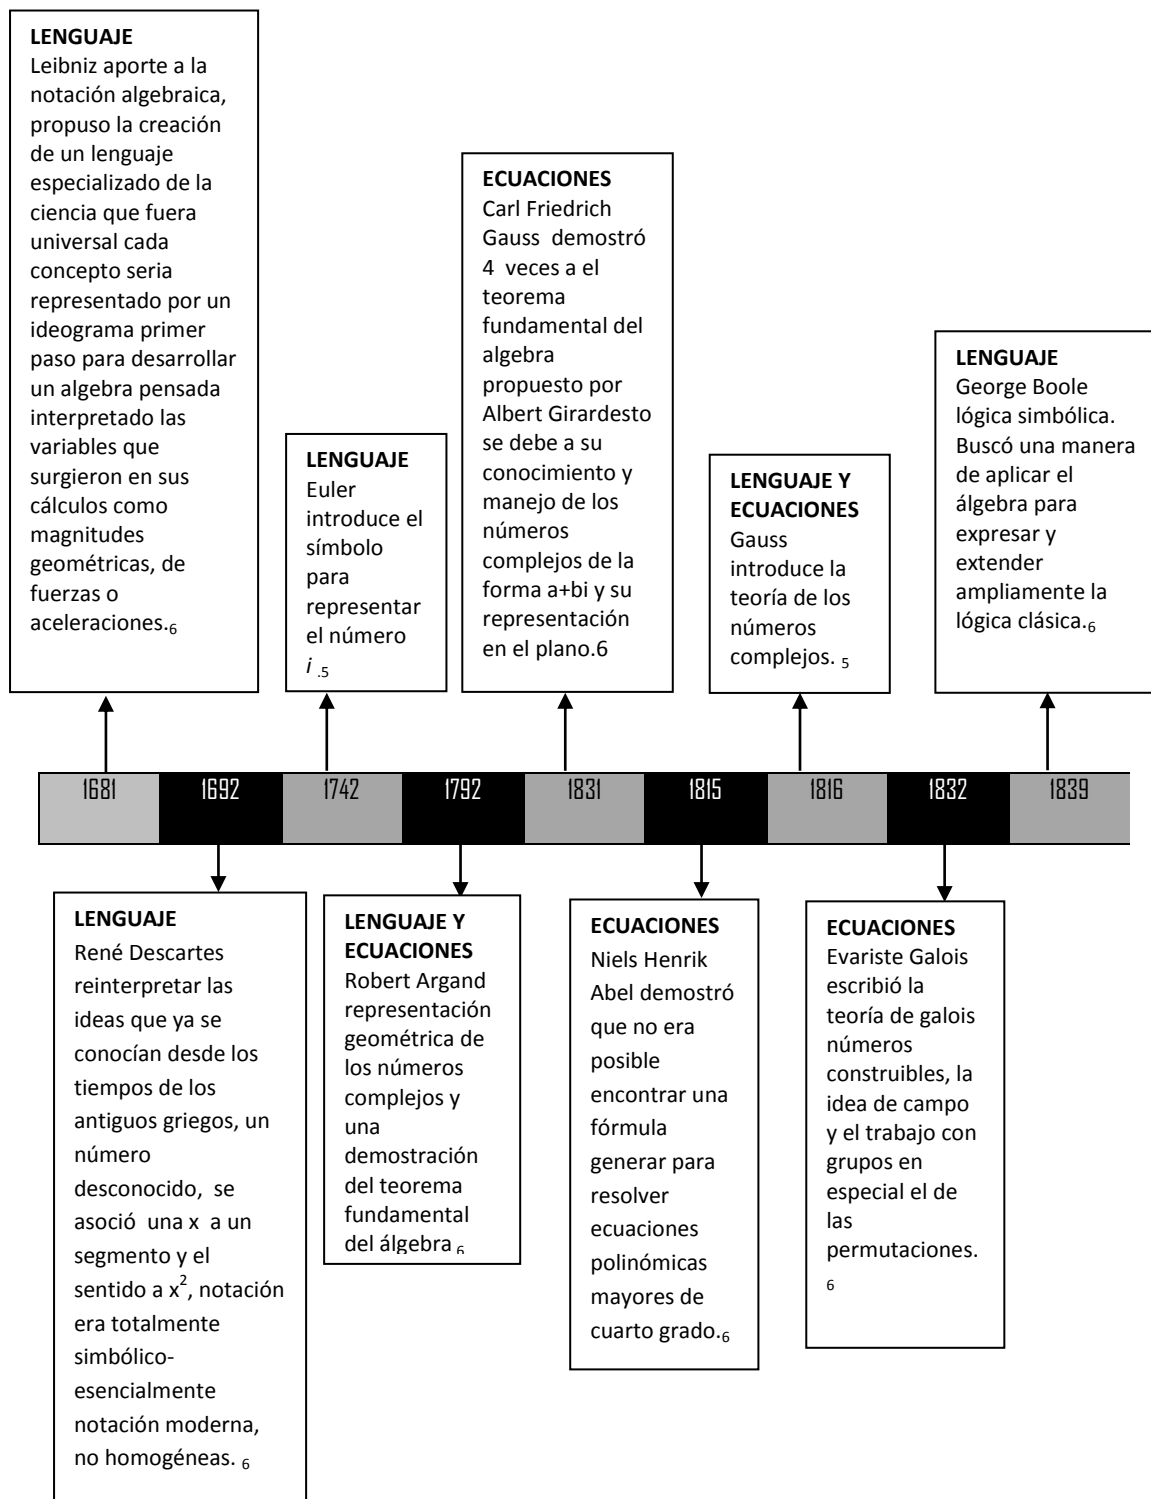 LENGUAJE
Leibniz aporte a la
notación algebraica,
propuso la creación
de un lenguaje
especializado de la
ciencia que fuera
universal cada
concepto seria
representado por un
ideograma primer
paso para desarrollar
un algebra pensada
interpretado las
variables que
surgieron en sus
cálculos como
magnitudes
geométricas, de
fuerzas o
aceleraciones.6
LENGUAJE
Euler
introduce el
símbolo
para
representar
el número
i .5
ECUACIONES
Carl Friedrich
Gauss demostró
4 veces a el
teorema
fundamental del
algebra
propuesto por
Albert Girardesto
se debe a su
conocimiento y
manejo de los
números
complejos de la
forma a+bi y su
representación
en el plano.6
LENGUAJE Y
ECUACIONES
Gauss
introduce la
teoría de los
números
complejos. 5
LENGUAJE
George Boole
lógica simbólica.
Buscó una manera
de aplicar el
álgebra para
expresar y
extender
ampliamente la
lógica clásica.6
1681 1692 1742 1792 1831 1815 1816 1832 1839
LENGUAJE
René Descartes
reinterpretar las
ideas que ya se
conocían desde los
tiempos de los
antiguos griegos, un
número
desconocido, se
asoció una x a un
segmento y el
sentido a x², notación
era totalmente
simbólico-
esencialmente
notación moderna,
no homogéneas. 6
LENGUAJE Y
ECUACIONES
Robert Argand
representación
geométrica de
los números
complejos y
una
demostración
del teorema
fundamental
del álgebra 6
ECUACIONES
Niels Henrik
Abel demostró
que no era
posible
encontrar una
fórmula
generar para
resolver
ecuaciones
polinómicas
mayores de
cuarto grado.6
ECUACIONES
Evariste Galois
escribió la
teoría de galois
números
construibles, la
idea de campo
y el trabajo con
grupos en
especial el de
las
permutaciones.
6